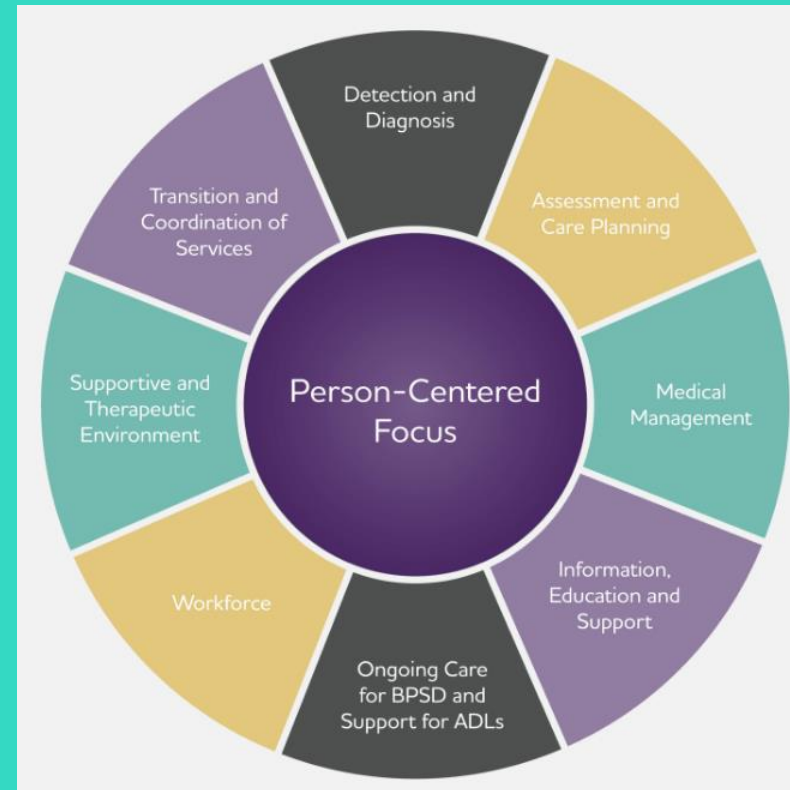 Detection and
Diagnosis
Assessment and
Care Planning
Medical
Management
Information,
Education and
Support
Ongoing Care
for BPSD and
Support for ADLs
Workforce
Supportive and
Therapeutic
Environment
Transition and
Coordination of
Services
Person-Centered
Focus